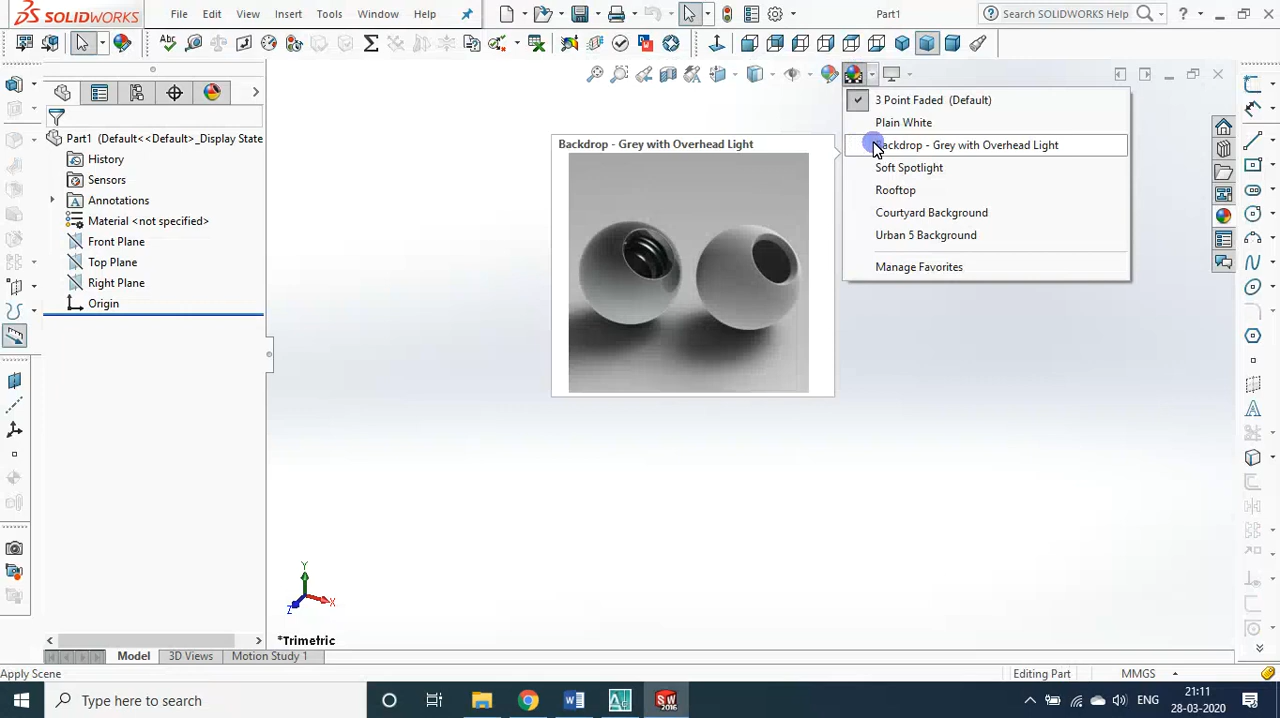 SOLIDWORKS
File Edit View Insert Tools Window Help
Part1
Search SOLIDWORKS Help
3 Point Faded (Default)
Plain White
Backdrop - Grey with Overhead Light
Soft Spotlight
Rooftop
Courtyard Background
Urban 5 Background
Manage Favorites
Backdrop - Grey with Overhead Light
Part1 (Default<<Default>_Display State
History
Sensors
Annotations
Material <not specified>
Front Plane
Top Plane
Right Plane
Origin
Y
X
Z
*Trimetric
Model 3D Views Motion Study 1
Apply Scene
Editing Part
MMGS
Type here to search
SW
2016
ENG
21:11
28-03-2020